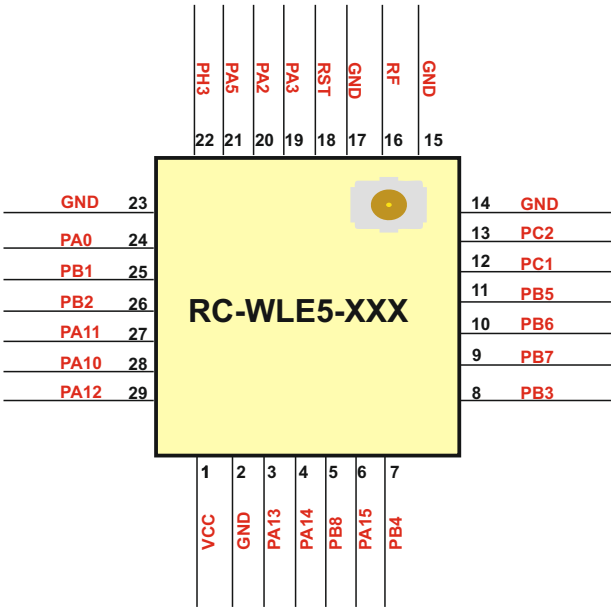 PH3 PA5 PA2 PA3 RST GND RF GND
22 21 20 19 18 17 16 15
GND 23
PA0 24
PB1 25
PB2 26
PA11 27
PA10 28
PA12 29
RC-WLE5-XXX
14 GND
13 PC2
12 PC1
11 PB5
10 PB6
9 PB7
8 PB3
1 2 3 4 5 6 7
VCC GND PA13 PA14 PB8 PA15 PB4